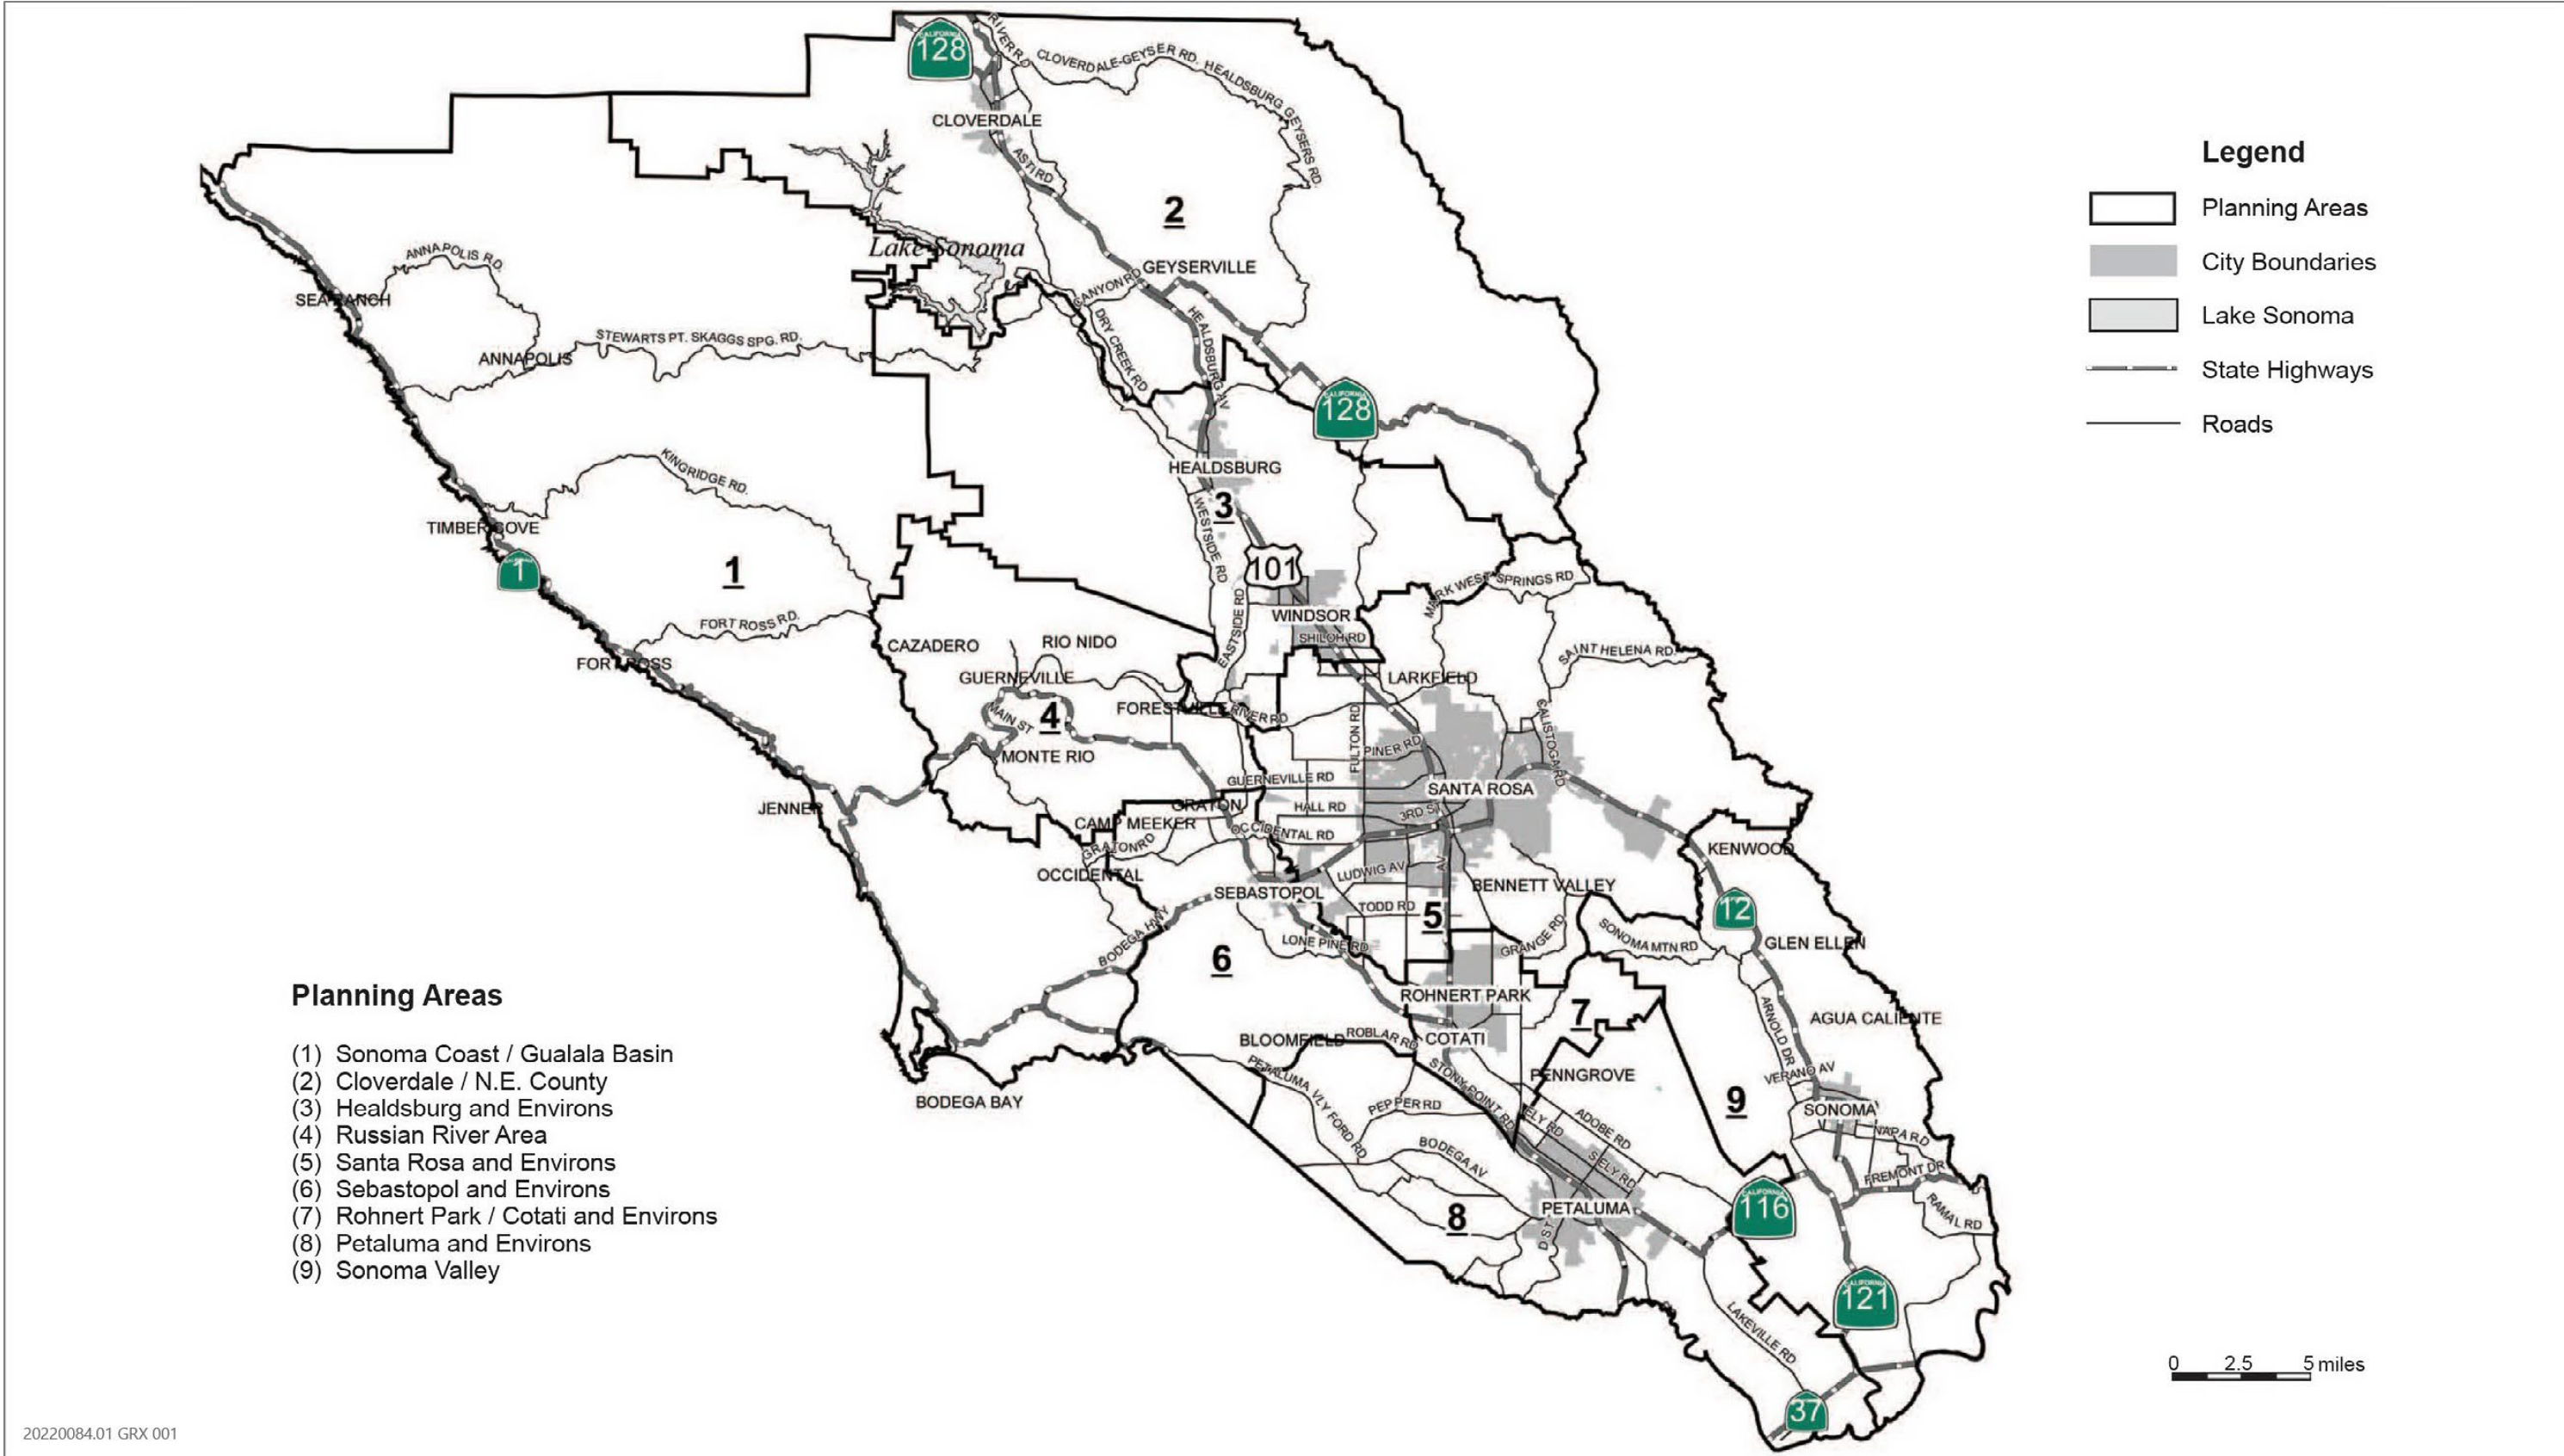 CALIFORNIA
128
RIVER RD
CLOVERDALE-GEYSER RD.
HEALDSBURG GEYSERS RD.
CLOVERDALE
ASTI RD
2
Lake Sonoma
CANYON RD
GEYSERVILLE
ANNAPOLIS RD.
SEA RANCH
STEWARTS PT. SKAGGS SPG. RD.
ANNAPOLIS
DRY CREEK RD
HEALDSBURG AV
CALIFORNIA
128
KINGRIDGE RD.
HEALDSBURG
3
WESTSIDE RD
TIMBER COVE
1
1
101
MARK WEST SPRINGS RD
EASTSIDE RD
WINDSOR
SHILOH RD
FORT ROSS RD.
CAZADERO
RIO NIDO
FORT ROSS
SAINT HELENA RD.
GUERNEVILLE
LARKFIELD
MAIN ST
4
FORESTVILLE
RIVER RD
FULTON RD
CALISTOGA RD
PINER RD
MONTE RIO
GUERNEVILLE RD
SANTA ROSA
JENNER
GRATON
HALL RD
3RD ST
CAMP MEEKER
OCCIDENTAL RD
GRATON RD
KENWOOD
OCCIDENTAL
LUDWIG AV
AV
BENNETT VALLEY
SEBASTOPOL
TODD RD
5
12
BODEGA HWY
LONE PINE RD
GRANGE RD
SONOMA MTN RD
GLEN ELLEN
6
ROHNERT PARK
7
ARNOLD DR
AGUA CALIENTE
BLOOMFIELD
ROBLAR RD
COTATI
PETALUMA VLY FORD RD
STONY POINT RD
PENNGROVE
VERANO AV
BODEGA BAY
PEPPER RD
ELY RD
ADOBE RD
9
SONOMA
NAPA RD
BODEGA AV
S ELY RD
FREMONT DR
8
D ST
PETALUMA
CALIFORNIA
116
RAMAL RD
CALIFORNIA
121
LAKEVILLE RD
37
Legend
Planning Areas
City Boundaries
Lake Sonoma
State Highways
Roads
Planning Areas
(1) Sonoma Coast / Gualala Basin
(2) Cloverdale / N.E. County
(3) Healdsburg and Environs
(4) Russian River Area
(5) Santa Rosa and Environs
(6) Sebastopol and Environs
(7) Rohnert Park / Cotati and Environs
(8) Petaluma and Environs
(9) Sonoma Valley
0 2.5 5 miles
20220084.01 GRX 001